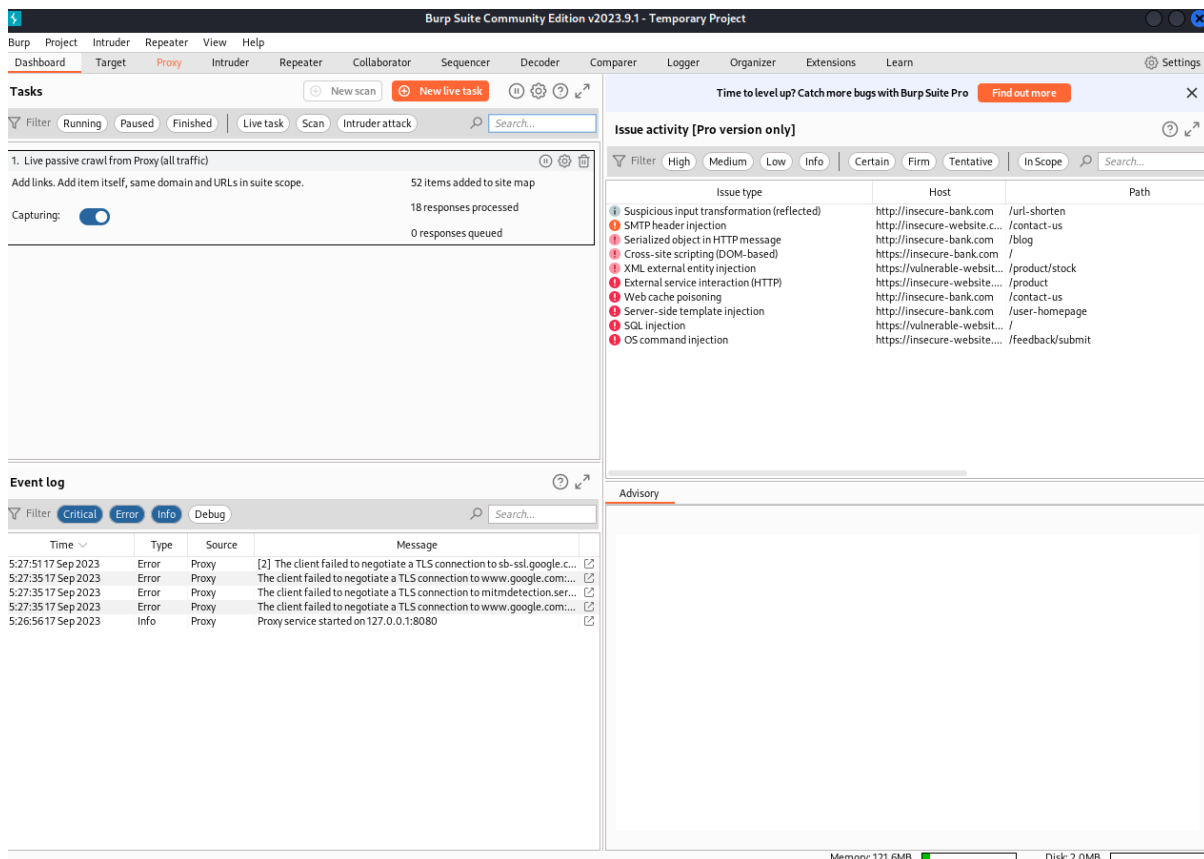 Burp Suite Community Edition v2023.9.1 - Temporary Project
Burp Project Intruder Repeater View Help
Dashboard Target Proxy Intruder Repeater Collaborator Sequencer Decoder Comparer Logger Organizer Extensions Learn Settings
Tasks New scan New live task
Filter Running Paused Finished Live task Scan Intruder attack Search...
1. Live passive crawl from Proxy (all traffic)
Add links. Add item itself, same domain and URLs in suite scope. 52 items added to site map
Capturing: 18 responses processed
0 responses queued
Time to level up? Catch more bugs with Burp Suite Pro Find out more
Issue activity [Pro version only]
Filter High Medium Low Info Certain Firm Tentative In Scope Search...
Issue type Host Path
Suspicious input transformation (reflected) http://insecure-bank.com /url-shorten
SMTP header injection http://insecure-website.c... /contact-us
Serialized object in HTTP message http://insecure-bank.com /blog
Cross-site scripting (DOM-based) https://insecure-bank.com /
XML external entity injection https://vulnerable-websit... /product/stock
External service interaction (HTTP) https://insecure-website.... /product
Web cache poisoning http://insecure-bank.com /contact-us
Server-side template injection http://insecure-bank.com /user-homepage
SQL injection https://vulnerable-websit... /
OS command injection https://insecure-website.... /feedback/submit
Event log
Filter Critical Error Info Debug Search...
Time Type Source Message
5:27:51 17 Sep 2023 Error Proxy [2] The client failed to negotiate a TLS connection to sb-ssl.google.c...
5:27:35 17 Sep 2023 Error Proxy The client failed to negotiate a TLS connection to www.google.com:...
5:27:35 17 Sep 2023 Error Proxy The client failed to negotiate a TLS connection to mitmdetection.ser...
5:27:35 17 Sep 2023 Error Proxy The client failed to negotiate a TLS connection to www.google.com:...
5:26:56 17 Sep 2023 Info Proxy Proxy service started on 127.0.0.1:8080
Advisory
Memory: 121.6MB Disk: 2.0MB